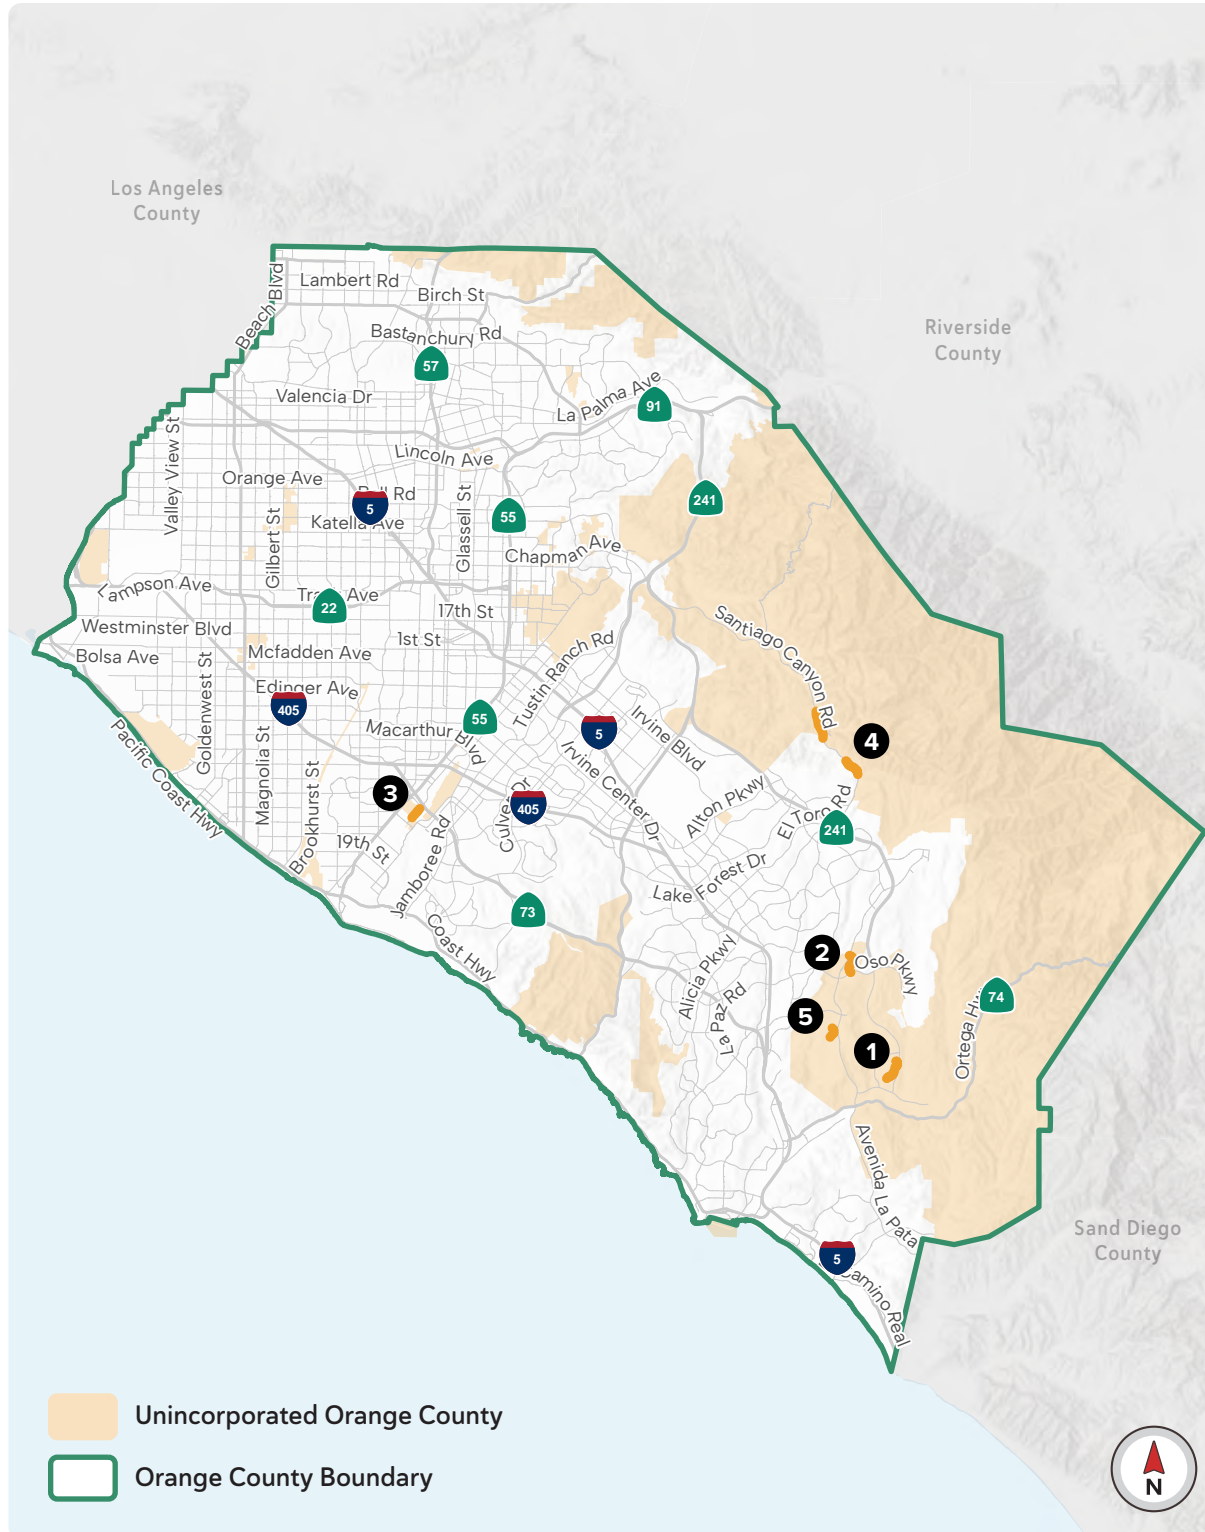 Los Angeles
County
Riverside
County
Lambert Rd
Birch St
Beach Blvd
Bastanchury Rd
57
Valencia Dr
La Palma Ave
91
Valley View St
Lincoln Ave
Orange Ave
Rd
5
Katella Ave
Gilbert St
Glassell St
55
241
Chapman Ave
Lampson Ave
Ave
22
17th St
Westminster Blvd
1st St
Bolsa Ave
Mcfadden Ave
Santiago Canyon Rd
Tustin Ranch Rd
Edinger Ave
405
Goldenwest St
Magnolia St
Brookhurst St
Macarthur Blvd
55
5
Irvine Blvd
Irvine Center Dr
4
Pacific Coast Hwy
3
Culver Dr
405
Alton Pkwy
El Toro Rd
241
19th St
Jamboree Rd
Lake Forest Dr
73
Coast Hwy
Alicia Pkwy
La Paz Rd
2
Oso Pkwy
5
1
Ortega Hwy
74
Avenida La Pata
Sand Diego
County
5
Camino Real
Unincorporated Orange County
Orange County Boundary
N